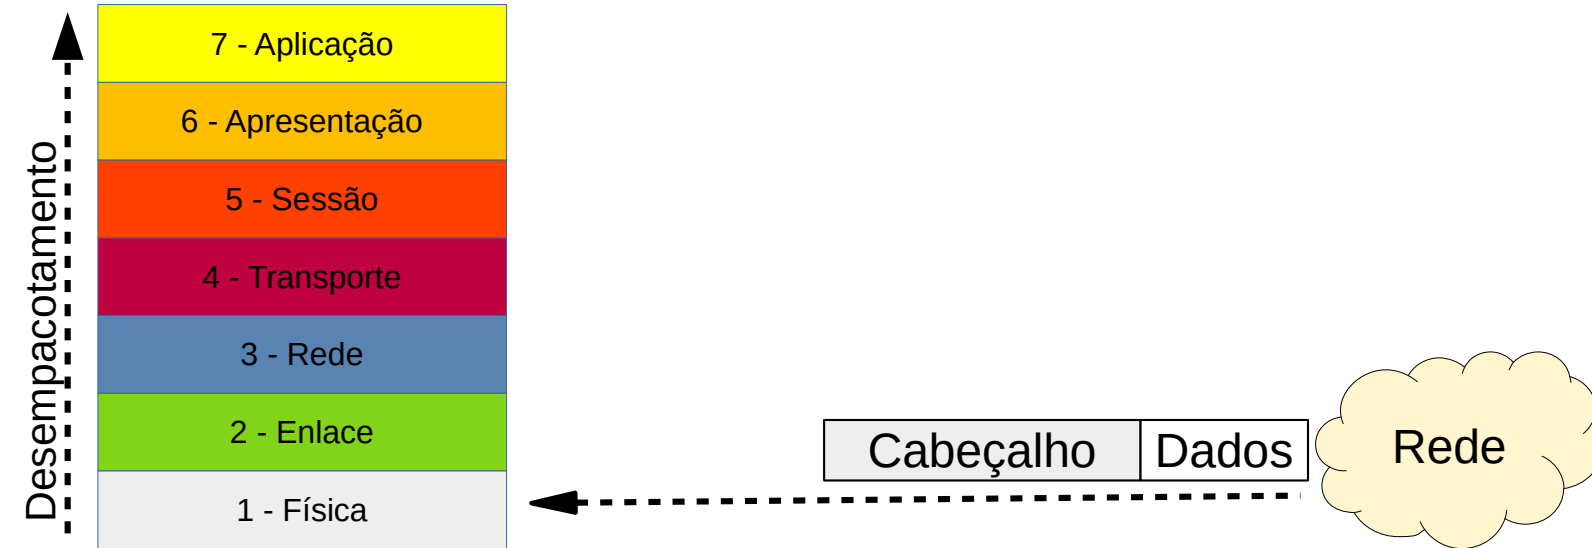 7 - Aplicação
6 - Apresentação
5 - Sessão
4 - Transporte
3 - Rede
2 - Enlace
1 - Física
Desempacotamento
Cabeçalho
Dados
Rede